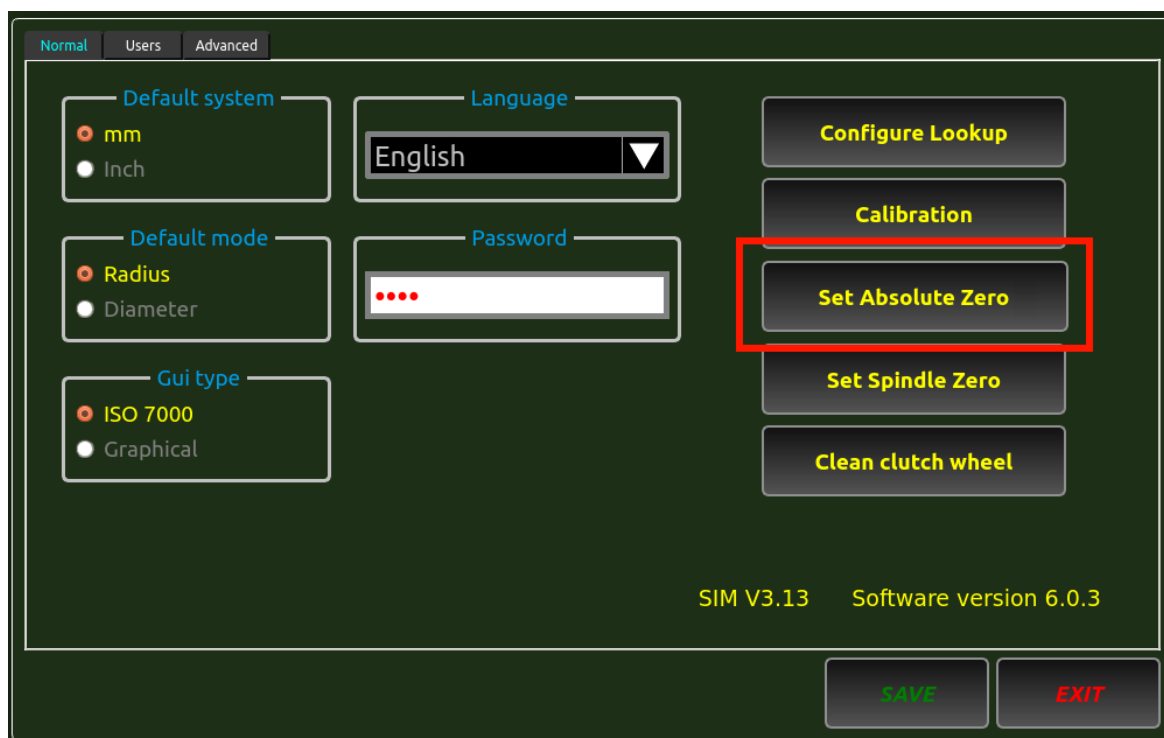 Normal Users Advanced
Default system
mm
Inch
Language
English
Configure Lookup
Calibration
Default mode
Radius
Diameter
Password
Set Absolute Zero
Gui type
ISO 7000
Graphical
Set Spindle Zero
Clean clutch wheel
SIM V3.13 Software version 6.0.3
SAVE EXIT